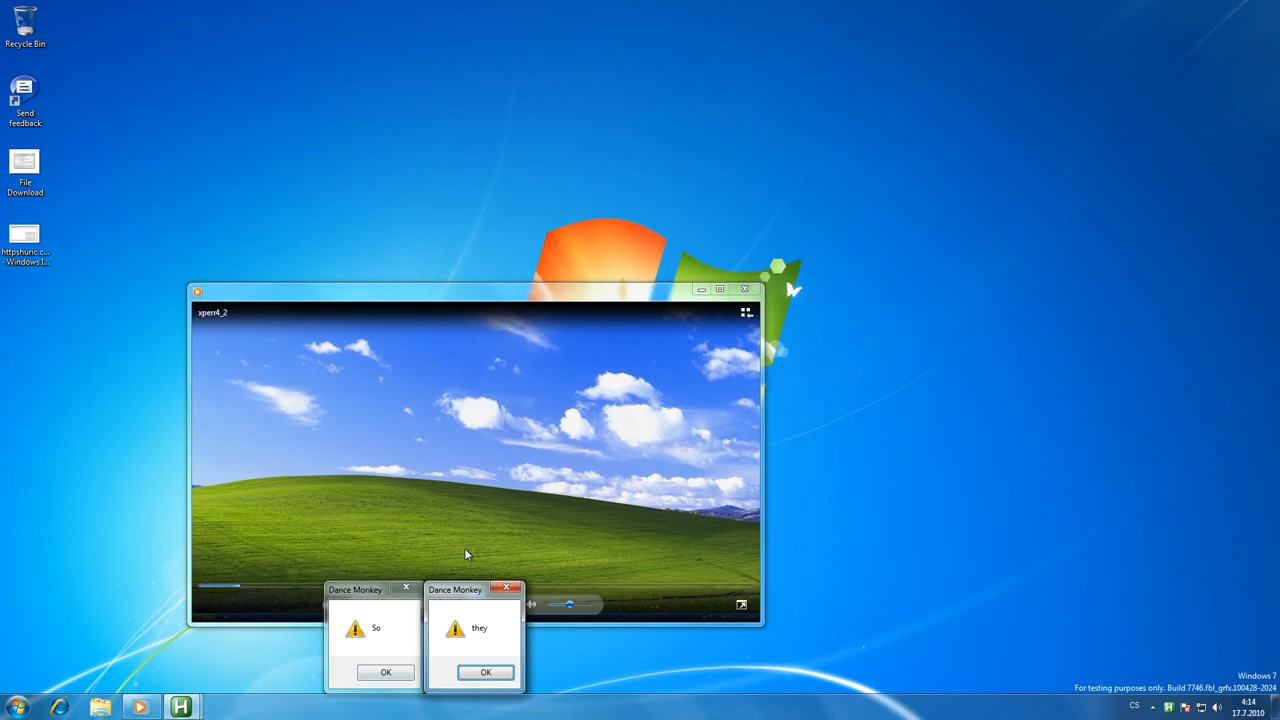 Recycle Bin
Send
feedback
File
Download
httpshuric.c...
- Windows I...
xperr4_2
Dance Monkey
So
OK
Dance Monkey
they
OK
Windows 7
For testing purposes only. Build 7746.fbl_grfx.100428-2024
CS
4:14
17.7.2010